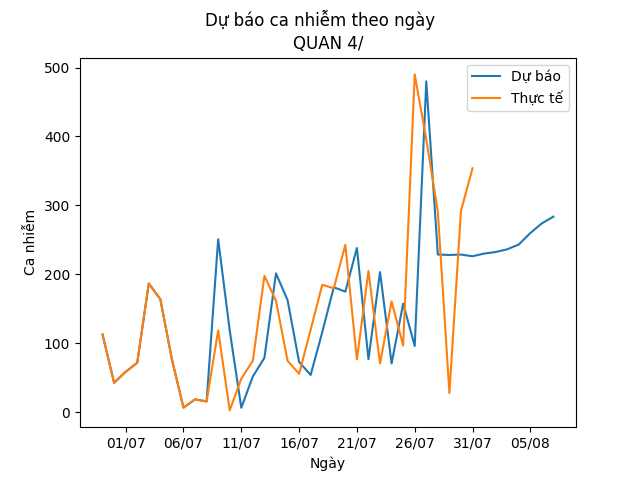 Dự báo ca nhiễm theo ngày
QUAN 4/
Dự báo
Thực tế
Ca nhiễm
500
400
300
200
100
0
01/07 06/07 11/07 16/07 21/07 26/07 31/07 05/08
Ngày